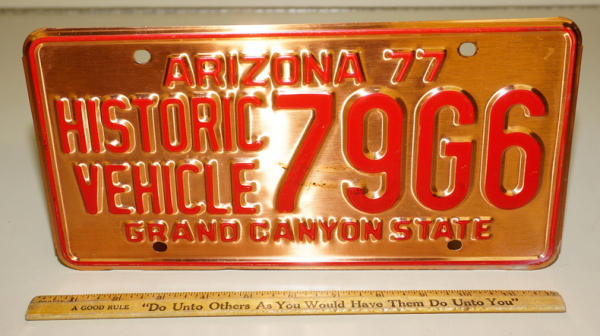 ARIZONA 77
HISTORIC
VEHICLE
79G6
GRAND CANYON STATE
A GOOD RULE "Do Unto Others As You Would Have Them Do Unto You"